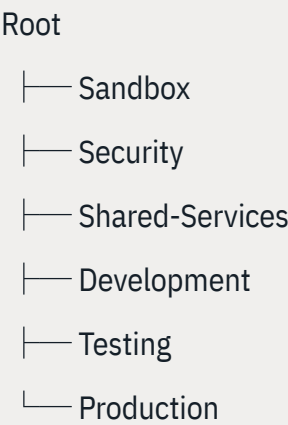 Root
├── Sandbox
├── Security
├── Shared-Services
├── Development
├── Testing
└── Production